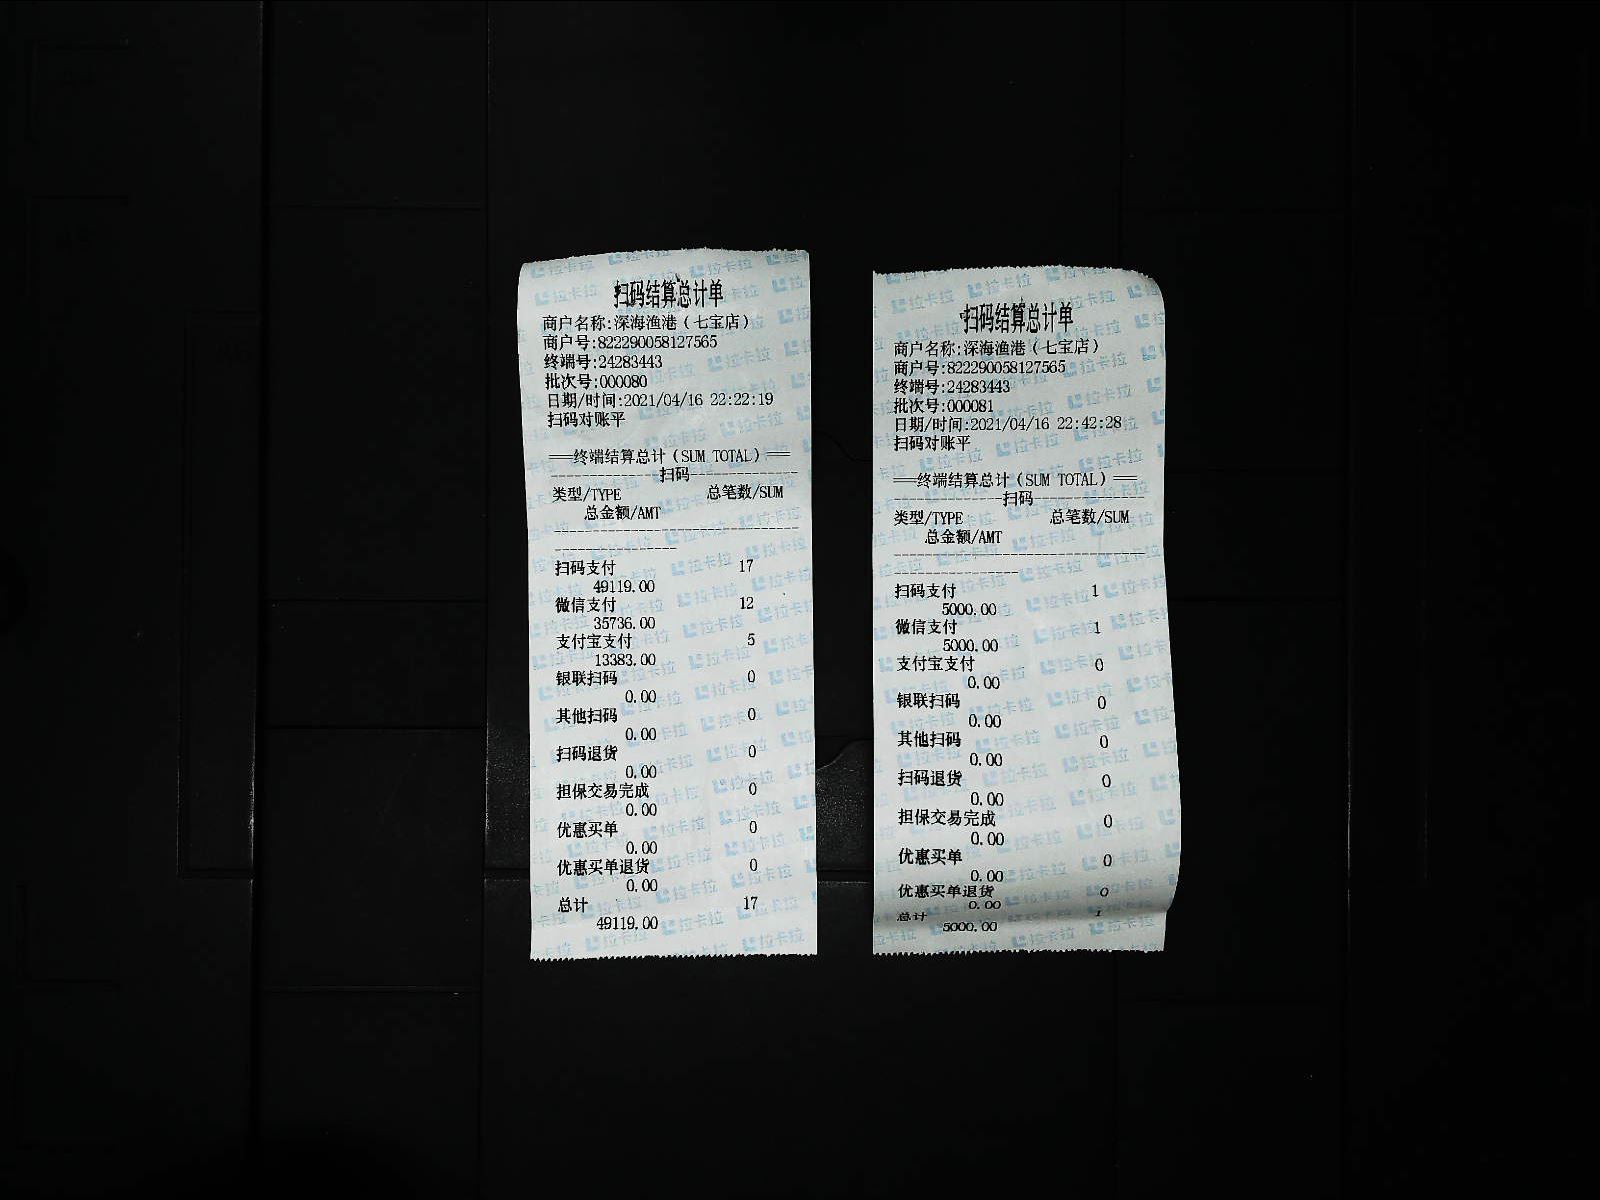 扫码结算总计单
商户名称:深海渔港（七宝店）
商户号:822290058127565
终端号:24283443
批次号:000080
日期/时间:2021/04/16 22:22:19
扫码对账平
══终端结算总计（SUM TOTAL）══
--------------扫码--------------
类型/TYPE 总笔数/SUM
总金额/AMT
扫码支付 17
49119.00
微信支付 12
35736.00
支付宝支付 5
13383.00
银联扫码 0
0.00
其他扫码 0
0.00
扫码退货 0
0.00
担保交易完成 0
0.00
优惠买单 0
0.00
优惠买单退货 0
0.00
总计 17
49119.00
扫码结算总计单
商户名称:深海渔港（七宝店）
商户号:822290058127565
终端号:24283443
批次号:000081
日期/时间:2021/04/16 22:42:28
扫码对账平
══终端结算总计（SUM TOTAL）══
--------------扫码--------------
类型/TYPE 总笔数/SUM
总金额/AMT
扫码支付 1
5000.00
微信支付 1
5000.00
支付宝支付 0
0.00
银联扫码 0
0.00
其他扫码 0
0.00
扫码退货 0
0.00
担保交易完成 0
0.00
优惠买单 0
0.00
优惠买单退货 0
0.00
总计 1
5000.00
拉卡拉